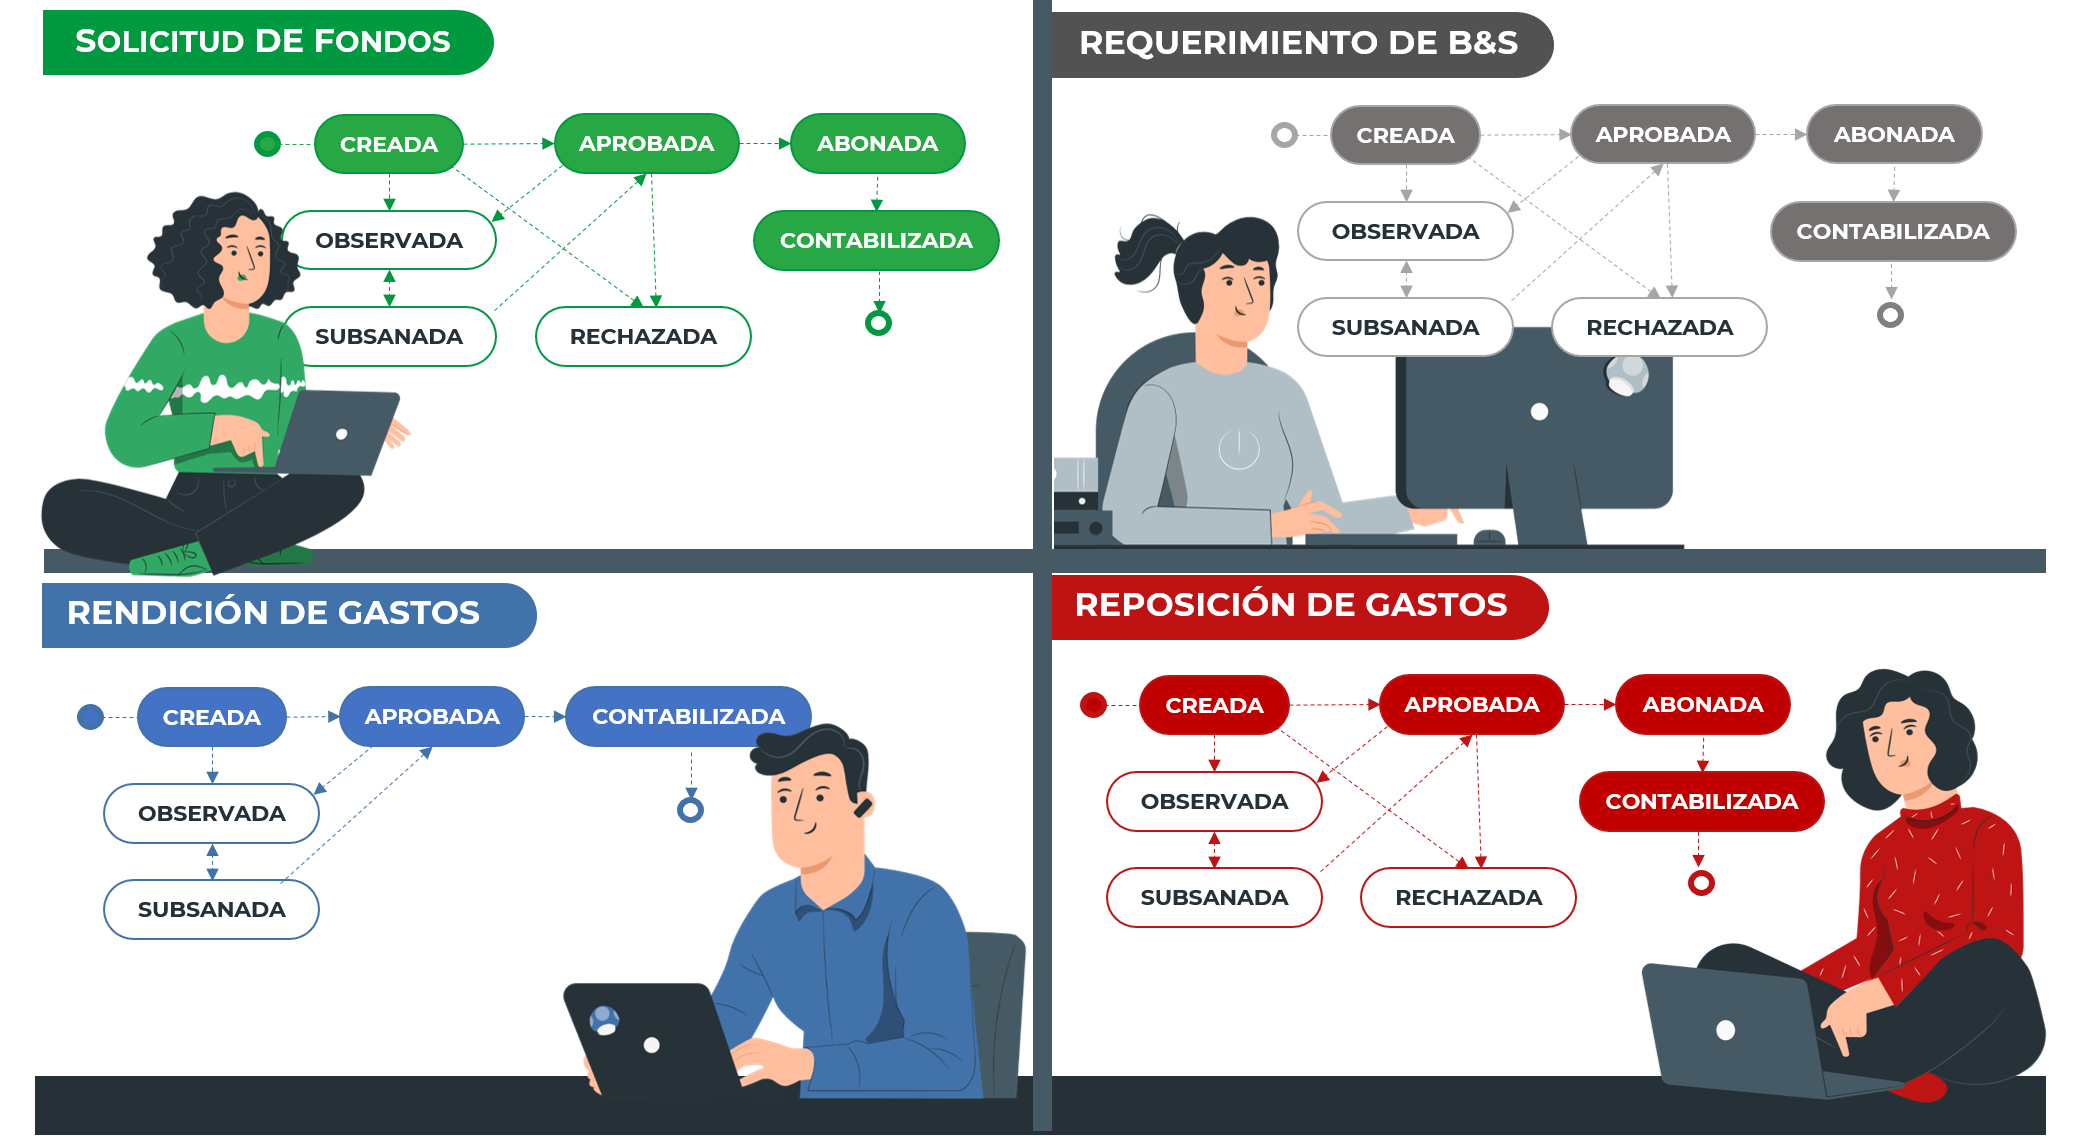 SOLICITUD DE FONDOS
CREADA
APROBADA
ABONADA
OBSERVADA
CONTABILIZADA
SUBSANADA
RECHAZADA
REQUERIMIENTO DE B&S
CREADA
APROBADA
ABONADA
OBSERVADA
CONTABILIZADA
SUBSANADA
RECHAZADA
RENDICIÓN DE GASTOS
CREADA
APROBADA
CONTABILIZADA
OBSERVADA
SUBSANADA
REPOSICIÓN DE GASTOS
CREADA
APROBADA
ABONADA
OBSERVADA
CONTABILIZADA
SUBSANADA
RECHAZADA